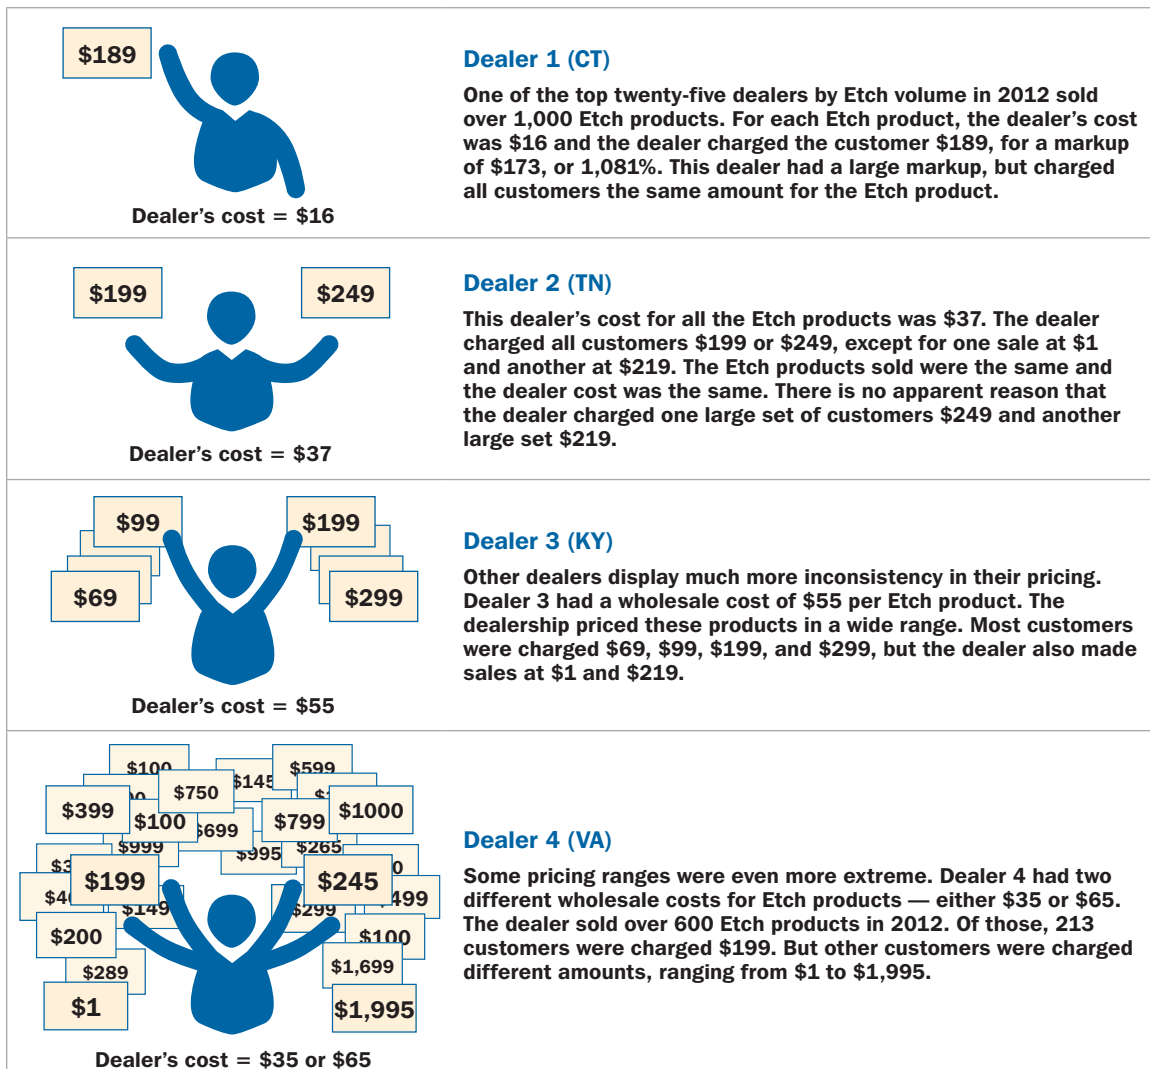 $189
Dealer's cost = $16
Dealer 1 (CT)
One of the top twenty-five dealers by Etch volume in 2012 sold
over 1,000 Etch products. For each Etch product, the dealer's cost
was $16 and the dealer charged the customer $189, for a markup
of $173, or 1,081%. This dealer had a large markup, but charged
all customers the same amount for the Etch product.
$199
$249
Dealer's cost = $37
Dealer 2 (TN)
This dealer's cost for all the Etch products was $37. The dealer
charged all customers $199 or $249, except for one sale at $1
and another at $219. The Etch products sold were the same and
the dealer cost was the same. There is no apparent reason that
the dealer charged one large set of customers $249 and another
large set $219.
$99
$199
$69
$299
Dealer's cost = $55
Dealer 3 (KY)
Other dealers display much more inconsistency in their pricing.
Dealer 3 had a wholesale cost of $55 per Etch product. The
dealership priced these products in a wide range. Most customers
were charged $69, $99, $199, and $299, but the dealer also made
sales at $1 and $219.
$100
$599
$750
$145
$399
$1000
$100
$699
$799
$999
$995
$265
$199
$245
$149
$299
$499
$200
$100
$289
$1,699
$1
$1,995
Dealer's cost = $35 or $65
Dealer 4 (VA)
Some pricing ranges were even more extreme. Dealer 4 had two
different wholesale costs for Etch products — either $35 or $65.
The dealer sold over 600 Etch products in 2012. Of those, 213
customers were charged $199. But other customers were charged
different amounts, ranging from $1 to $1,995.